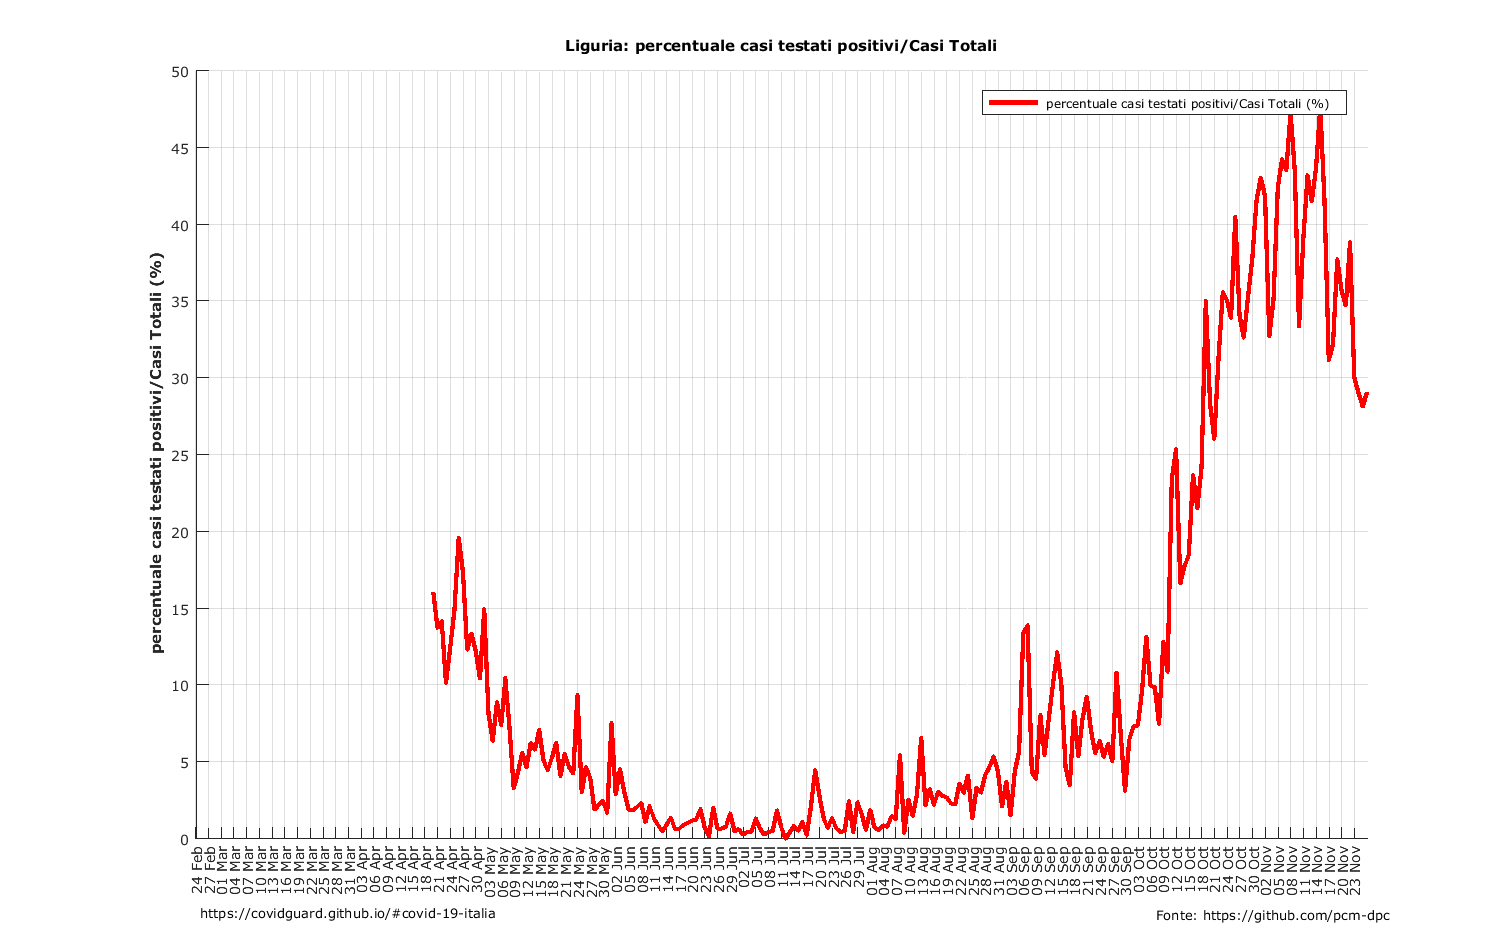 Liguria: percentuale casi testati positivi/Casi Totali
percentuale casi testati positivi/Casi Totali (%)
percentuale casi testati positivi/Casi Totali (%)
50
45
40
35
30
25
20
15
10
5
0
24 Feb
27 Feb
01 Mar
04 Mar
07 Mar
10 Mar
13 Mar
16 Mar
19 Mar
22 Mar
25 Mar
28 Mar
31 Mar
03 Apr
06 Apr
09 Apr
12 Apr
15 Apr
18 Apr
21 Apr
24 Apr
27 Apr
30 Apr
03 May
06 May
09 May
12 May
15 May
18 May
21 May
24 May
27 May
30 May
02 Jun
05 Jun
08 Jun
11 Jun
14 Jun
17 Jun
20 Jun
23 Jun
26 Jun
29 Jun
02 Jul
05 Jul
08 Jul
11 Jul
14 Jul
17 Jul
20 Jul
23 Jul
26 Jul
29 Jul
01 Aug
04 Aug
07 Aug
10 Aug
13 Aug
16 Aug
19 Aug
22 Aug
25 Aug
28 Aug
31 Aug
03 Sep
06 Sep
09 Sep
12 Sep
15 Sep
18 Sep
21 Sep
24 Sep
27 Sep
30 Sep
03 Oct
06 Oct
09 Oct
12 Oct
15 Oct
18 Oct
21 Oct
24 Oct
27 Oct
30 Oct
02 Nov
05 Nov
08 Nov
11 Nov
14 Nov
17 Nov
20 Nov
23 Nov
https://covidguard.github.io/#covid-19-italia
Fonte: https://github.com/pcm-dpc